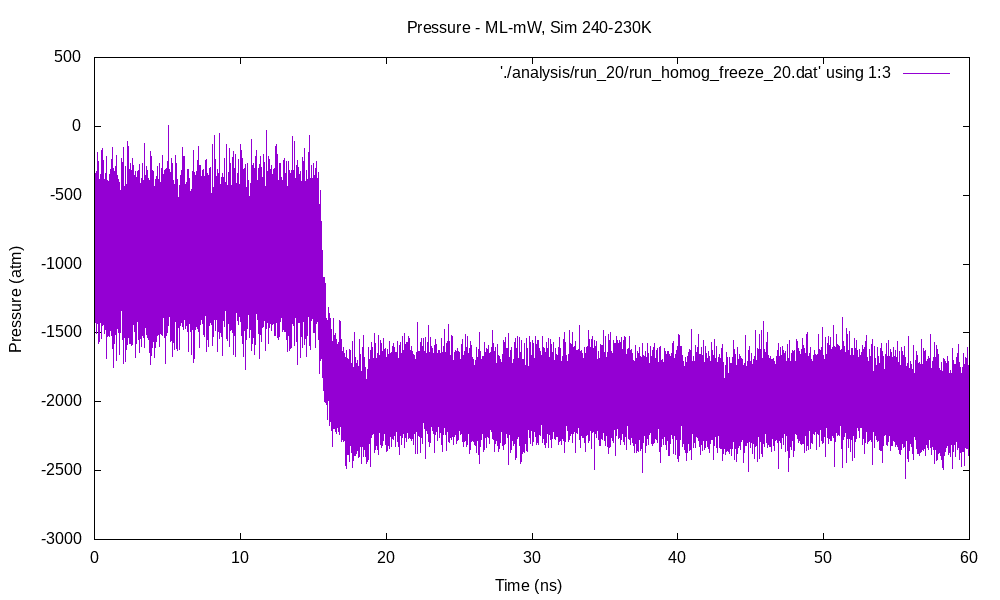 Pressure - ML-mW, Sim 240-230K
'./analysis/run_20/run_homog_freeze_20.dat' using 1:3
500
0
-500
-1000
-1500
-2000
-2500
-3000
Pressure (atm)
0 10 20 30 40 50 60
Time (ns)